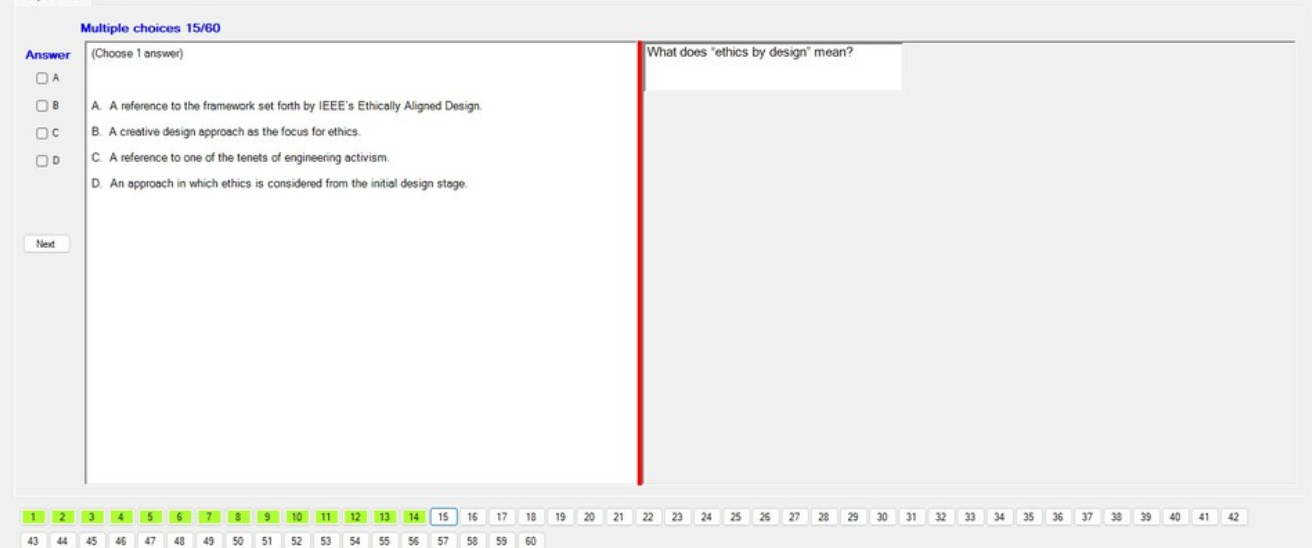 Multiple choices 15/60
Answer
(Choose 1 answer)
What does "ethics by design" mean?
A
B
C
D
A. A reference to the framework set forth by IEEE's Ethically Aligned Design.
B. A creative design approach as the focus for ethics.
C. A reference to one of the tenets of engineering activism.
D. An approach in which ethics is considered from the initial design stage.
Next
1 2 3 4 5 6 7 8 9 10 11 12 13 14 15 16 17 18 19 20 21 22 23 24 25 26 27 28 29 30 31 32 33 34 35 36 37 38 39 40 41 42
43 44 45 46 47 48 49 50 51 52 53 54 55 56 57 58 59 60